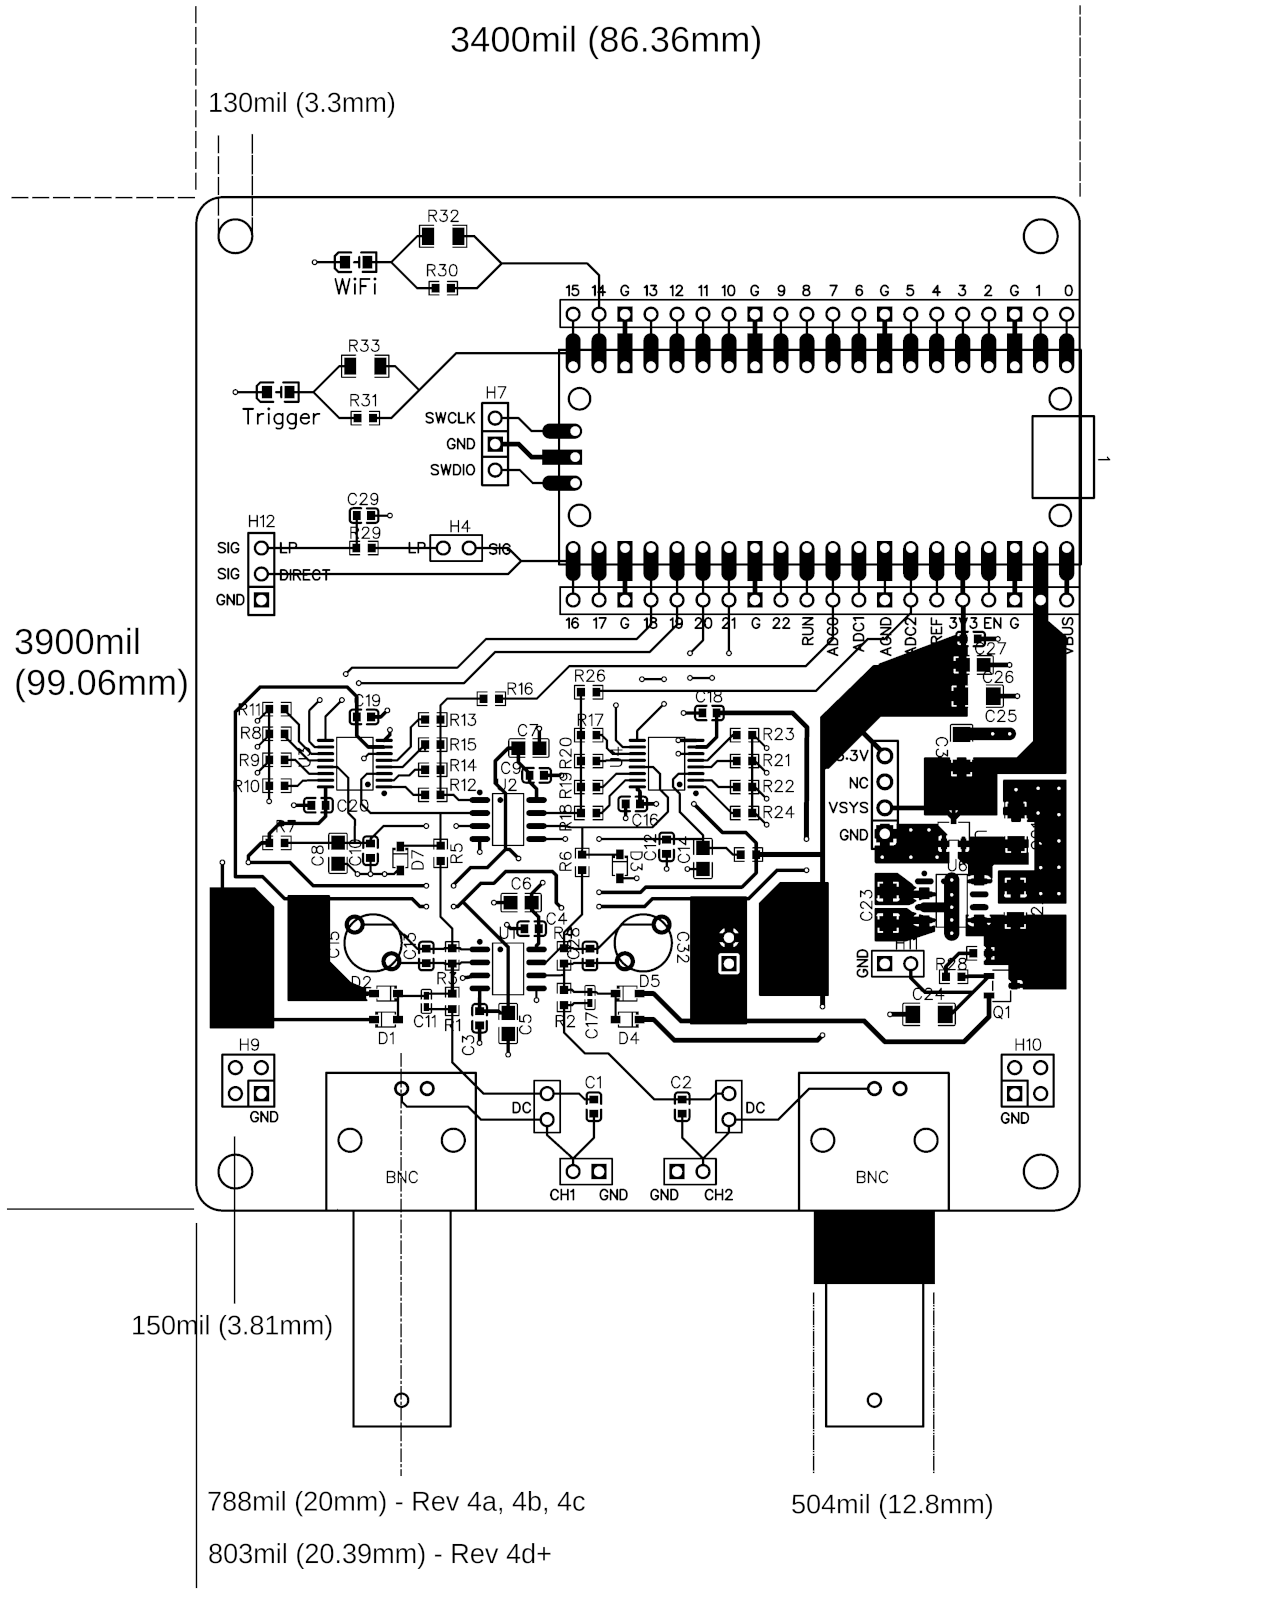 3400mil (86.36mm)
130mil (3.3mm)
R32
R30
WiFi
15 14 G 13 12 11 10 G 9 8 7 6 G 5 4 3 2 G 1 0
R33
R31
Trigger
H7
SWCLK
GND
SWDIO
1
C29
H12
R29
H4
SIG LP LP SIG
SIG DIRECT
GND
16 17 G 18 19 20 21 G 22 RUN ADC0 ADC1 AGND ADC2 REF 3V3 EN G VBUS
3900mil
(99.06mm)
C27
C26
C25
R16
R26
C19
C18
R11
R8
R9
R10
R13
R15
R14
R12
C7
C9
U2
R17
R20
R19
R18
R23
R21
R22
R24
3.3V
NC
VSYS
GND
C20
C16
R7
C8
C10
D7
R5
R6
D3
C12
C14
C6
C4
U1
C15
C13
R3
C32
C23
GND
R28
C24
Q1
D2
D1
C11
R1
C3
C5
R2
C17
D5
D4
H9
GND
H10
GND
C1
C2
DC
DC
BNC
BNC
CH1 GND
GND CH2
150mil (3.81mm)
788mil (20mm) - Rev 4a, 4b, 4c
504mil (12.8mm)
803mil (20.39mm) - Rev 4d+